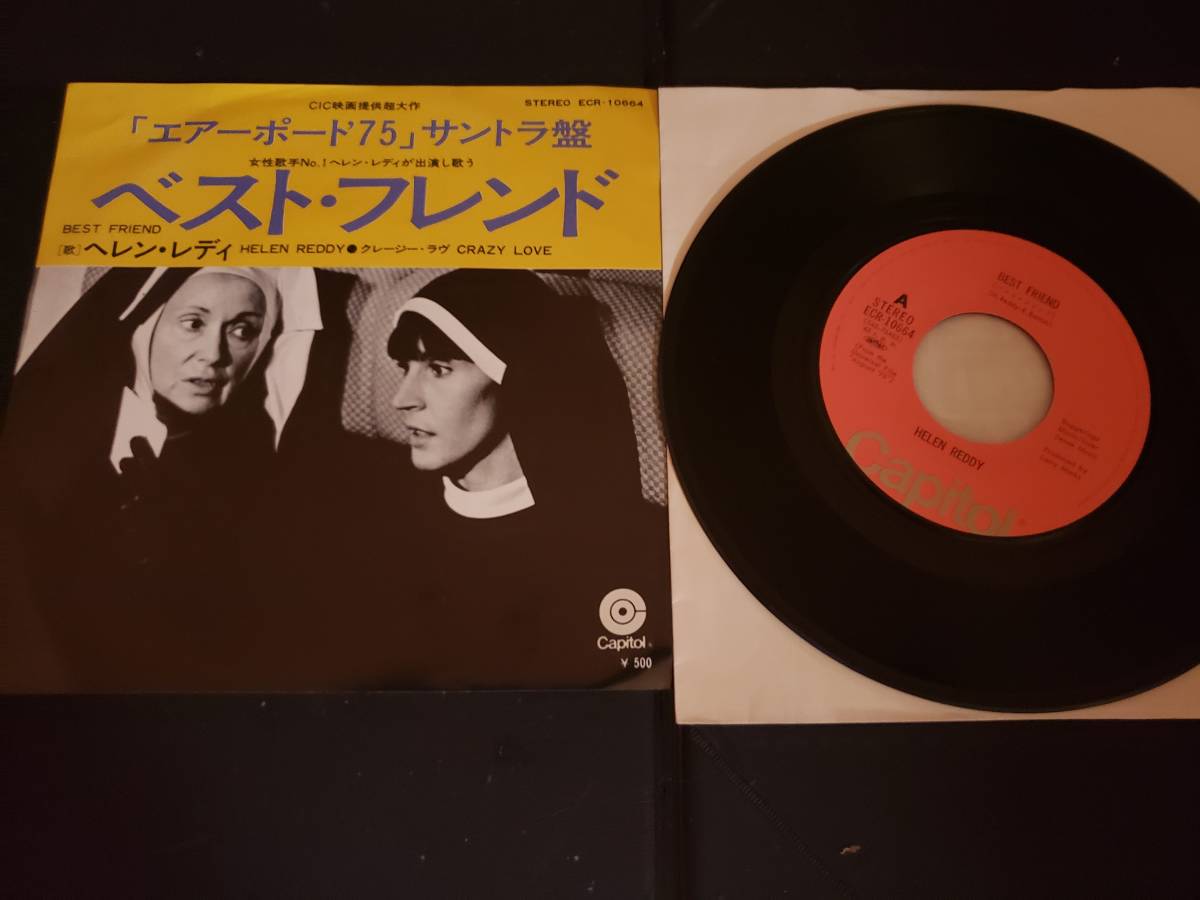 CIC映画提供超大作
STEREO ECR-10664
「エアーポート'75」サントラ盤
女性歌手No.1ヘレン・レディが出演し歌う
ベスト・フレンド
BEST FRIEND
[歌]ヘレン・レディ HELEN REDDY●クレージー・ラヴ CRAZY LOVE
Capitol
¥ 500
BEST FRIEND
A
STEREO
ECR-10664
HELEN REDDY
Capitol